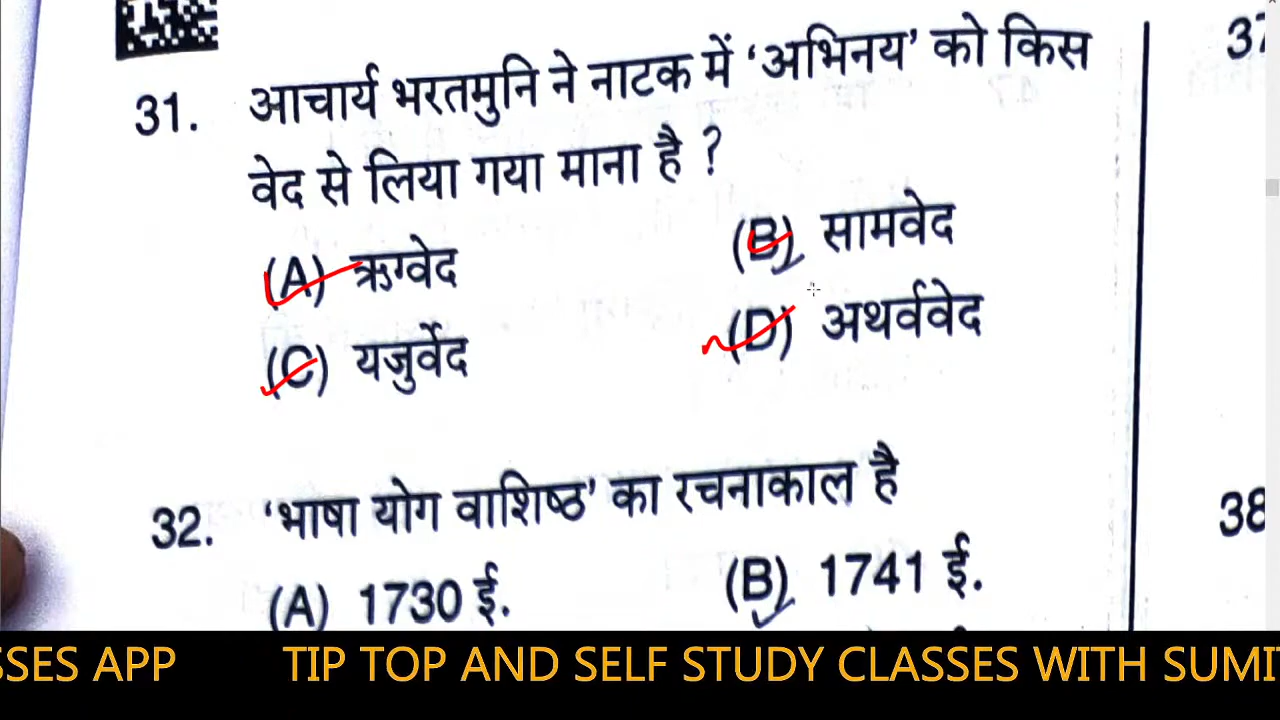 31. आचार्य भरतमुनि ने नाटक में ‘अभिनय’ को किस
वेद से लिया गया माना है ?
(A) ऋग्वेद
(B) सामवेद
(C) यजुर्वेद
(D) अथर्ववेद
32. ‘भाषा योग वाशिष्ठ’ का रचनाकाल है
(A) 1730 ई.
(B) 1741 ई.
37
38
SSES APP TIP TOP AND SELF STUDY CLASSES WITH SUMI